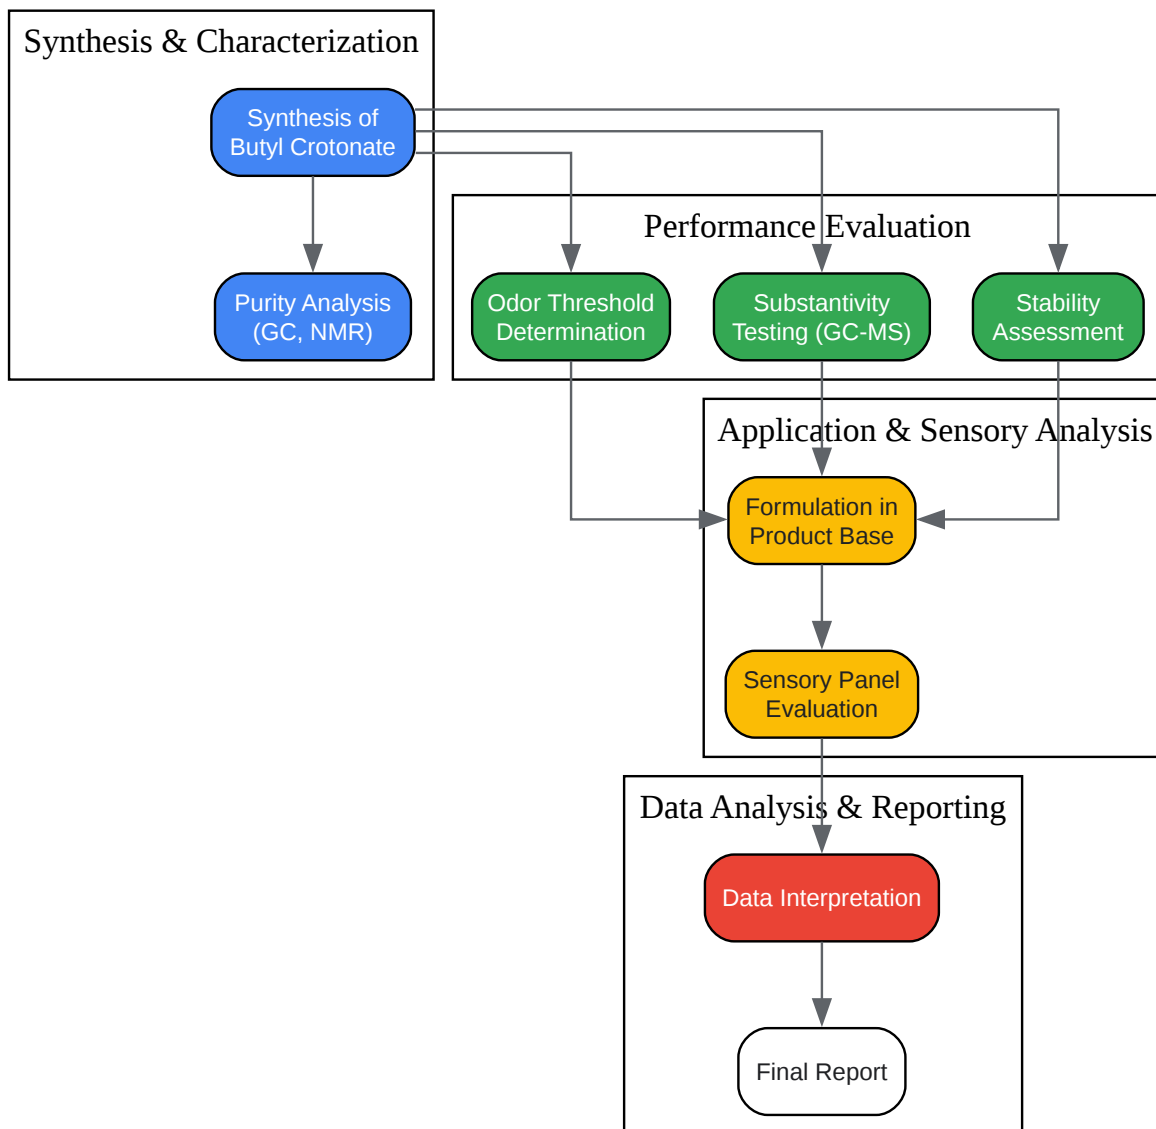 Synthesis & Characterization
Synthesis of
Butyl Crotonate
Purity Analysis
(GC, NMR)
Performance Evaluation
Odor Threshold
Determination
Substantivity
Testing (GC-MS)
Stability
Assessment
Application & Sensory Analysis
Formulation in
Product Base
Sensory Panel
Evaluation
Data Analysis & Reporting
Data Interpretation
Final Report